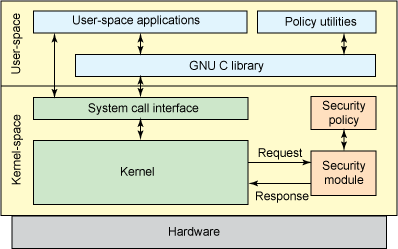 User-space
User-space applications
Policy utilities
GNU C library
Kernel-space
System call interface
Security
policy
Kernel
Request
Response
Security
module
Hardware